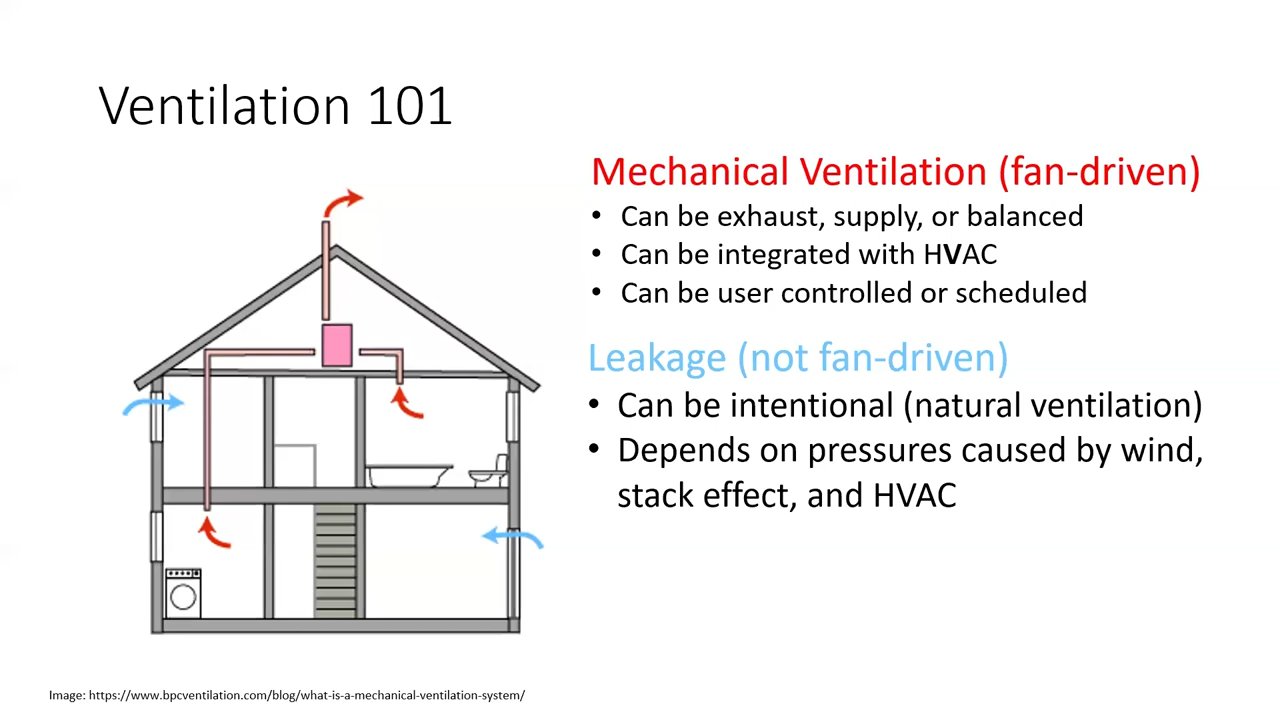 Ventilation 101
Mechanical Ventilation (fan-driven)
• Can be exhaust, supply, or balanced
• Can be integrated with HVAC
• Can be user controlled or scheduled
Leakage (not fan-driven)
• Can be intentional (natural ventilation)
• Depends on pressures caused by wind,
stack effect, and HVAC
Image: https://www.bpcventilation.com/blog/what-is-a-mechanical-ventilation-system/